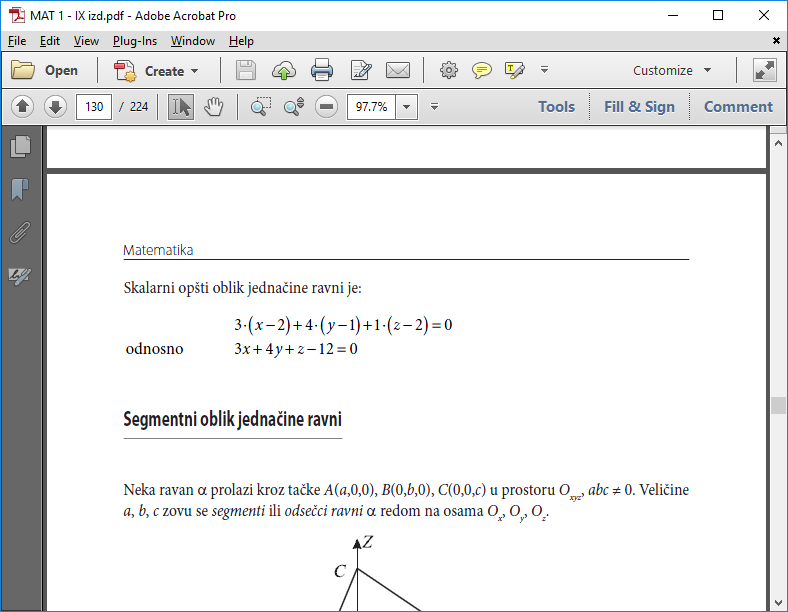 MAT 1 - IX izd.pdf - Adobe Acrobat Pro
File Edit View Plug-Ins Window Help
Open Create Customize
130 / 224 97.7% Tools Fill & Sign Comment
Matematika
Skalarni opšti oblik jednačine ravni je:
3·(x−2)+4·(y−1)+1·(z−2)=0
odnosno 3x+4y+z−12=0
Segmentni oblik jednačine ravni
Neka ravan α prolazi kroz tačke A(a,0,0), B(0,b,0), C(0,0,c) u prostoru Oxyz, abc ≠ 0. Veličine
a, b, c zovu se segmenti ili odsečci ravni α redom na osama Ox, Oy, Oz.
Z
C